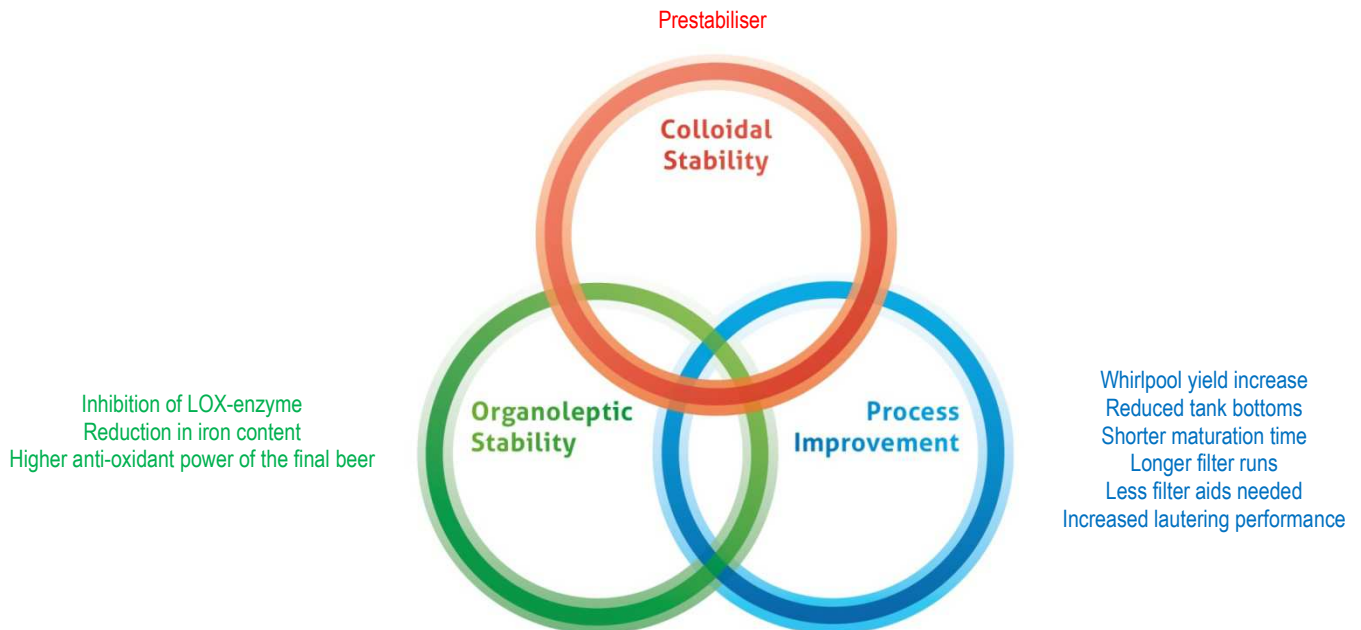 Prestabiliser
Colloidal
Stability
Inhibition of LOX-enzyme
Reduction in iron content
Higher anti-oxidant power of the final beer
Organoleptic
Stability
Process
Improvement
Whirlpool yield increase
Reduced tank bottoms
Shorter maturation time
Longer filter runs
Less filter aids needed
Increased lautering performance